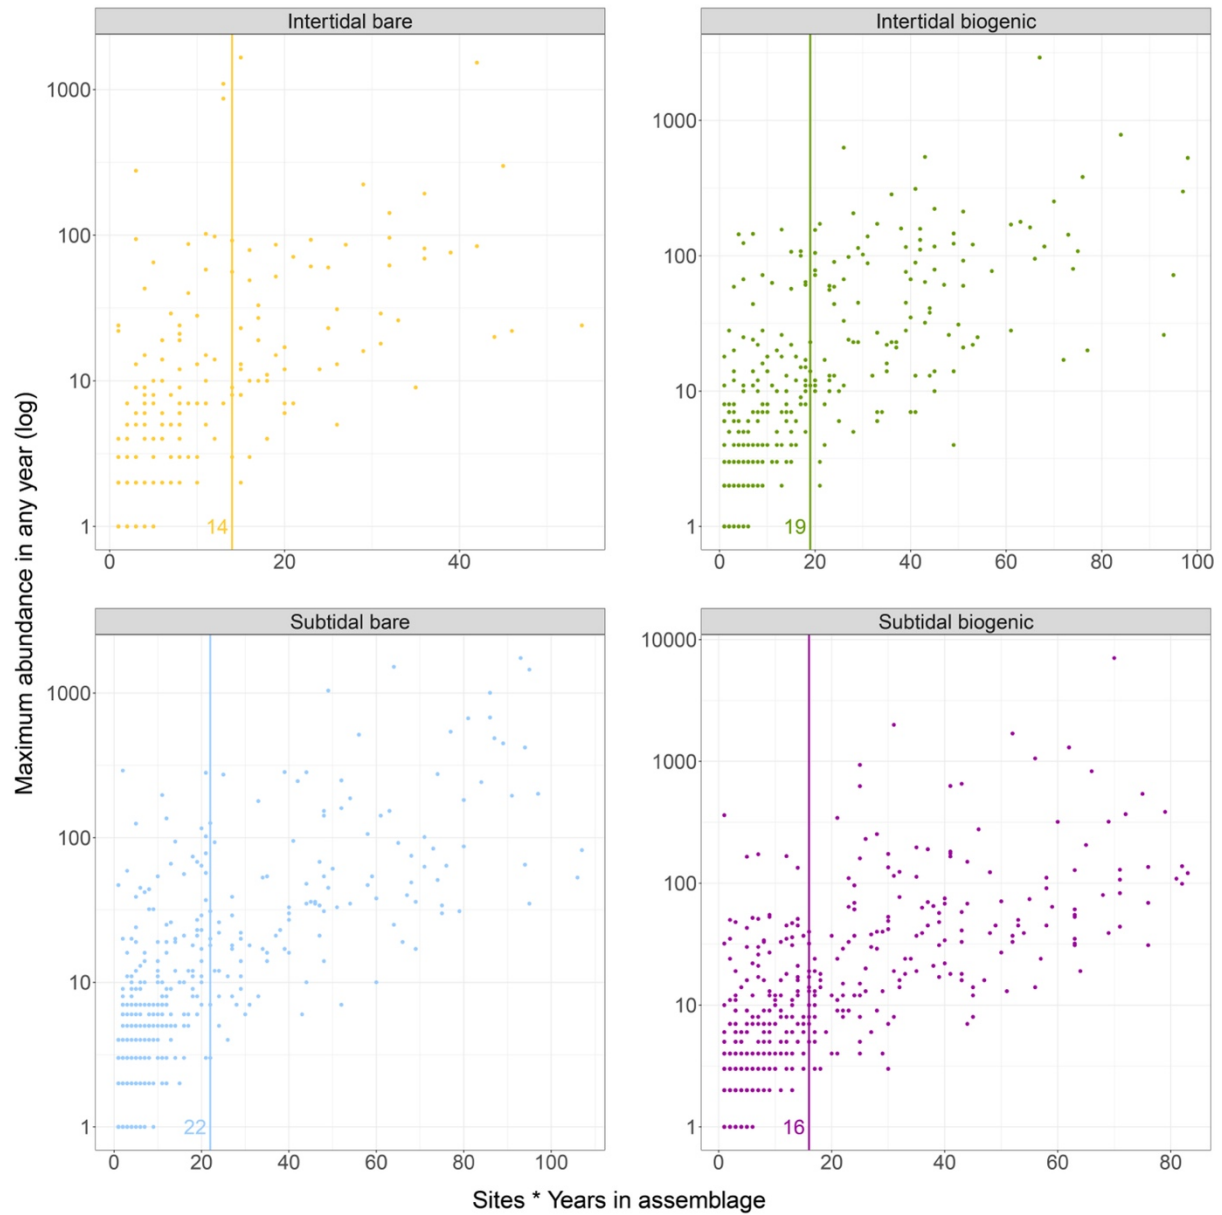 Intertidal bare
Intertidal biogenic
1000
100
10
1
14
0 20 40
1000
100
10
1
19
0 20 40 60 80 100
Maximum abundance in any year (log)
Subtidal bare
Subtidal biogenic
1000
100
10
1
22
0 20 40 60 80 100
10000
1000
100
10
1
16
0 20 40 60 80
Sites * Years in assemblage